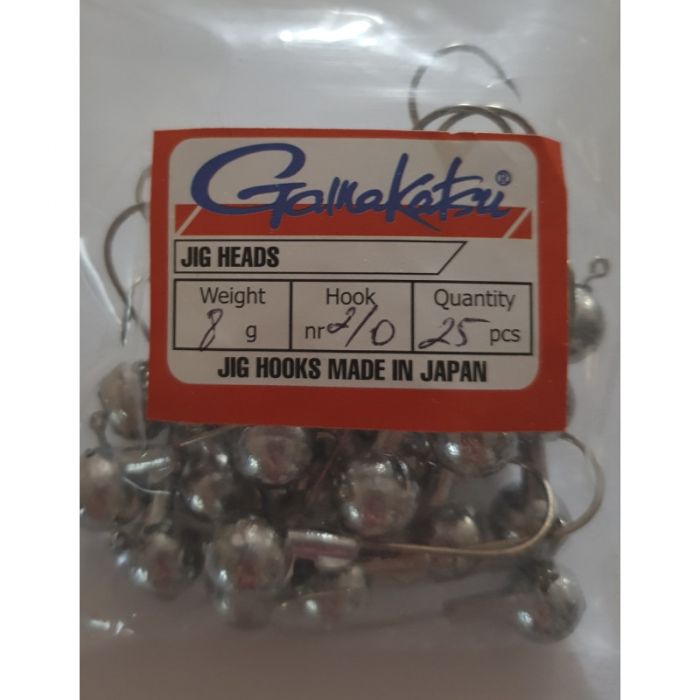 Gamakatsu®
JIG HEADS
Weight Hook Quantity
8 g nr 2/0 25 pcs
JIG HOOKS MADE IN JAPAN